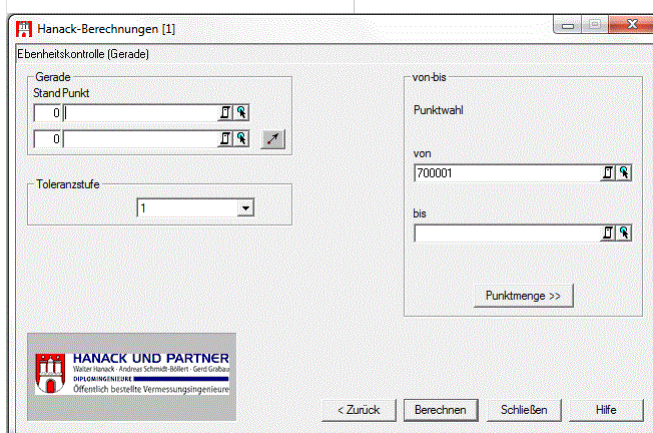 Hanack-Berechnungen [1]
Ebenheitskontrolle (Gerade)
Gerade
Stand Punkt
0
0
Toleranzstufe
1
von-bis
Punktwahl
von
700001
bis
Punktmenge >>
HANACK UND PARTNER
Walter Hanack · Andreas Schmidt-Böllert · Gerd Grabau
DIPLOMINGENIEURE
Öffentlich bestellte Vermessungsingenieure
< Zurück
Berechnen
Schließen
Hilfe